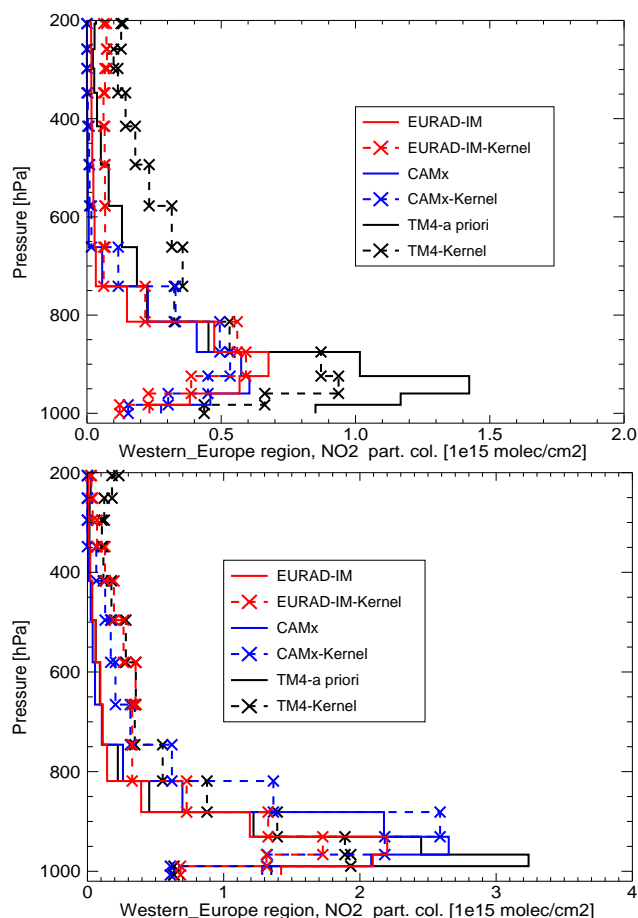 200
400
600
800
1000
Pressure [hPa]
EURAD-IM
EURAD-IM-Kernel
CAMx
CAMx-Kernel
TM4-a priori
TM4-Kernel
0.0 0.5 1.0 1.5 2.0
Western_Europe region, NO2 part. col. [1e15 molec/cm2]
200
400
600
800
1000
Pressure [hPa]
EURAD-IM
EURAD-IM-Kernel
CAMx
CAMx-Kernel
TM4-a priori
TM4-Kernel
0 1 2 3 4
Western_Europe region, NO2 part. col. [1e15 molec/cm2]